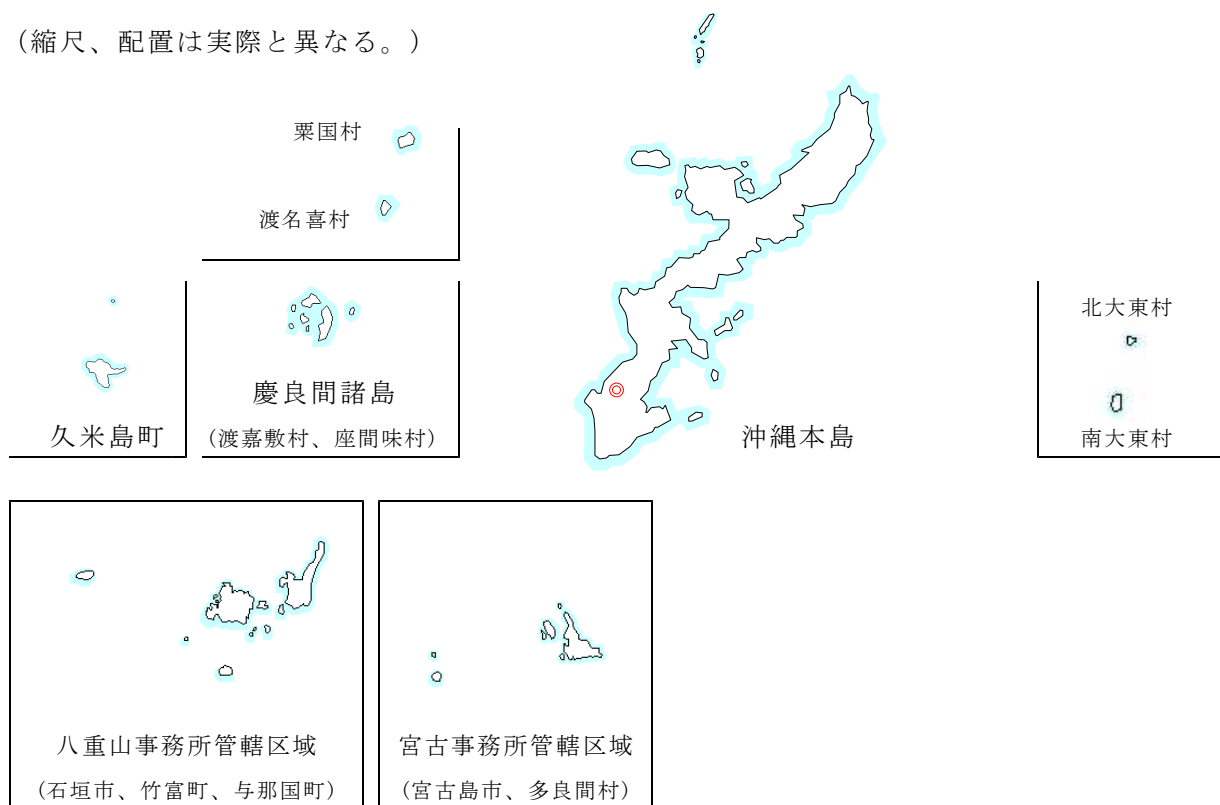 （縮尺、配置は実際と異なる。）
粟国村
渡名喜村
北大東村
慶良間諸島
久米島町
（渡嘉敷村、座間味村）
沖縄本島
南大東村
八重山事務所管轄区域
（石垣市、竹富町、与那国町）
宮古事務所管轄区域
（宮古島市、多良間村）